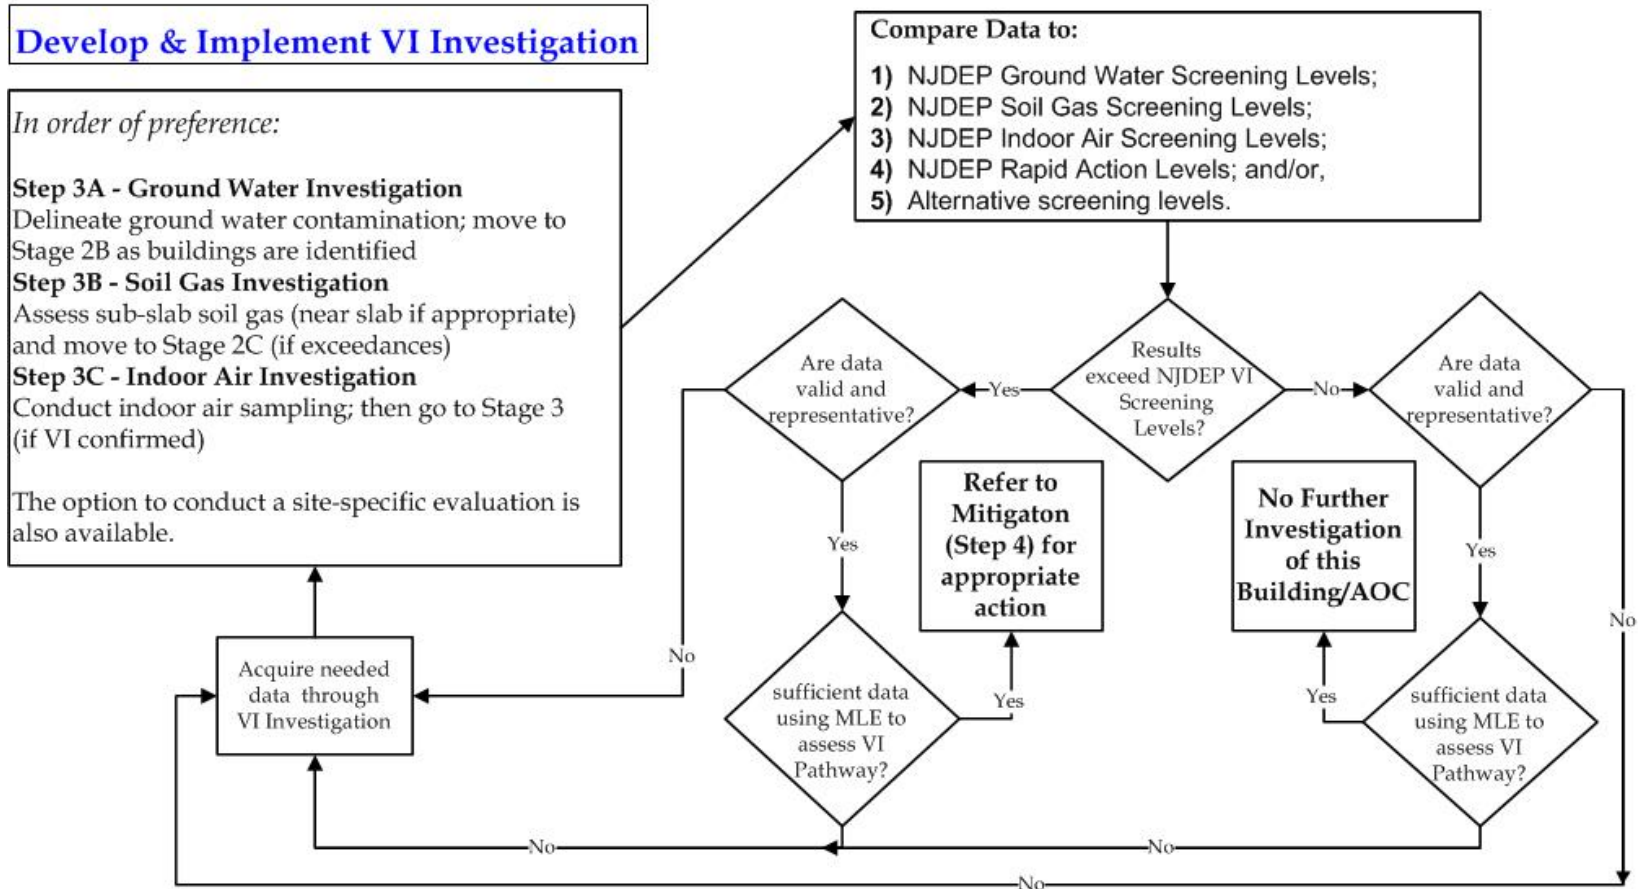 Develop & Implement VI Investigation
In order of preference:
Step 3A - Ground Water Investigation
Delineate ground water contamination; move to
Stage 2B as buildings are identified
Step 3B - Soil Gas Investigation
Assess sub-slab soil gas (near slab if appropriate)
and move to Stage 2C (if exceedances)
Step 3C - Indoor Air Investigation
Conduct indoor air sampling; then go to Stage 3
(if VI confirmed)
The option to conduct a site-specific evaluation is
also available.
Compare Data to:
1) NJDEP Ground Water Screening Levels;
2) NJDEP Soil Gas Screening Levels;
3) NJDEP Indoor Air Screening Levels;
4) NJDEP Rapid Action Levels; and/or,
5) Alternative screening levels.
Results
exceed NJDEP VI
Screening
Levels?
Yes
No
Are data
valid and
representative?
Are data
valid and
representative?
Refer to
Mitigaton
(Step 4) for
appropriate
action
No Further
Investigation
of this
Building/AOC
Yes
Yes
No
No
Acquire needed
data through
VI Investigation
sufficient data
using MLE to
assess VI
Pathway?
Yes
Yes
sufficient data
using MLE to
assess VI
Pathway?
No
No
No